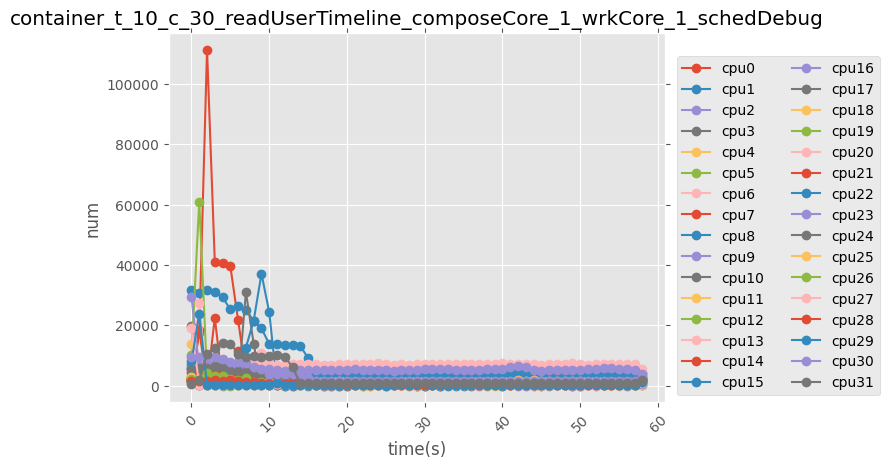 container_t_10_c_30_readUserTimeline_composeCore_1_wrkCore_1_schedDebug
num
100000
80000
60000
40000
20000
0
0
10
20
30
40
50
60
time(s)
cpu0
cpu1
cpu2
cpu3
cpu4
cpu5
cpu6
cpu7
cpu8
cpu9
cpu10
cpu11
cpu12
cpu13
cpu14
cpu15
cpu16
cpu17
cpu18
cpu19
cpu20
cpu21
cpu22
cpu23
cpu24
cpu25
cpu26
cpu27
cpu28
cpu29
cpu30
cpu31